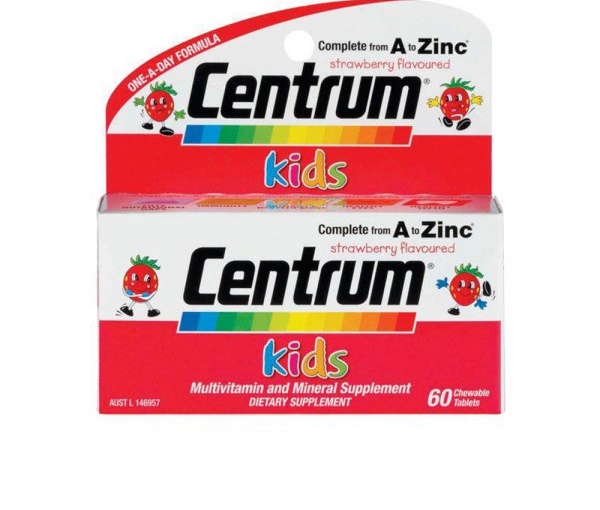 ONE-A-DAY FORMULA
Complete from A to Zinc®
strawberry flavoured
Centrum®
Kids
Complete from A to Zinc®
strawberry flavoured
Centrum®
Kids
Multivitamin and Mineral Supplement
DIETARY SUPPLEMENT
AUST L 146957
60 Chewable Tablets